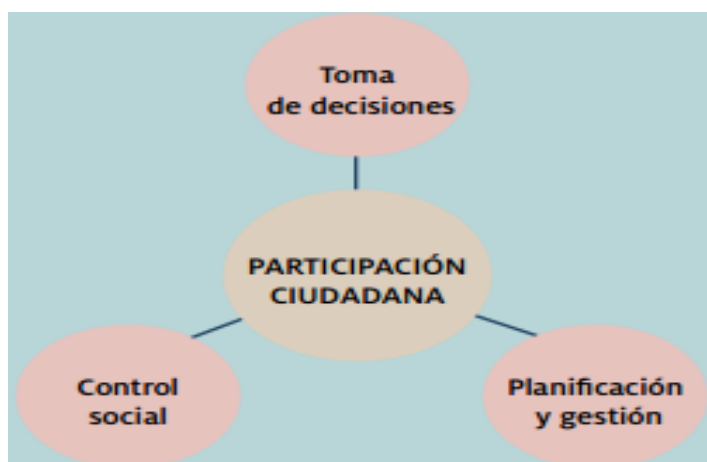 Toma
de decisiones
PARTICIPACIÓN
CIUDADANA
Control
social
Planificación
y gestión